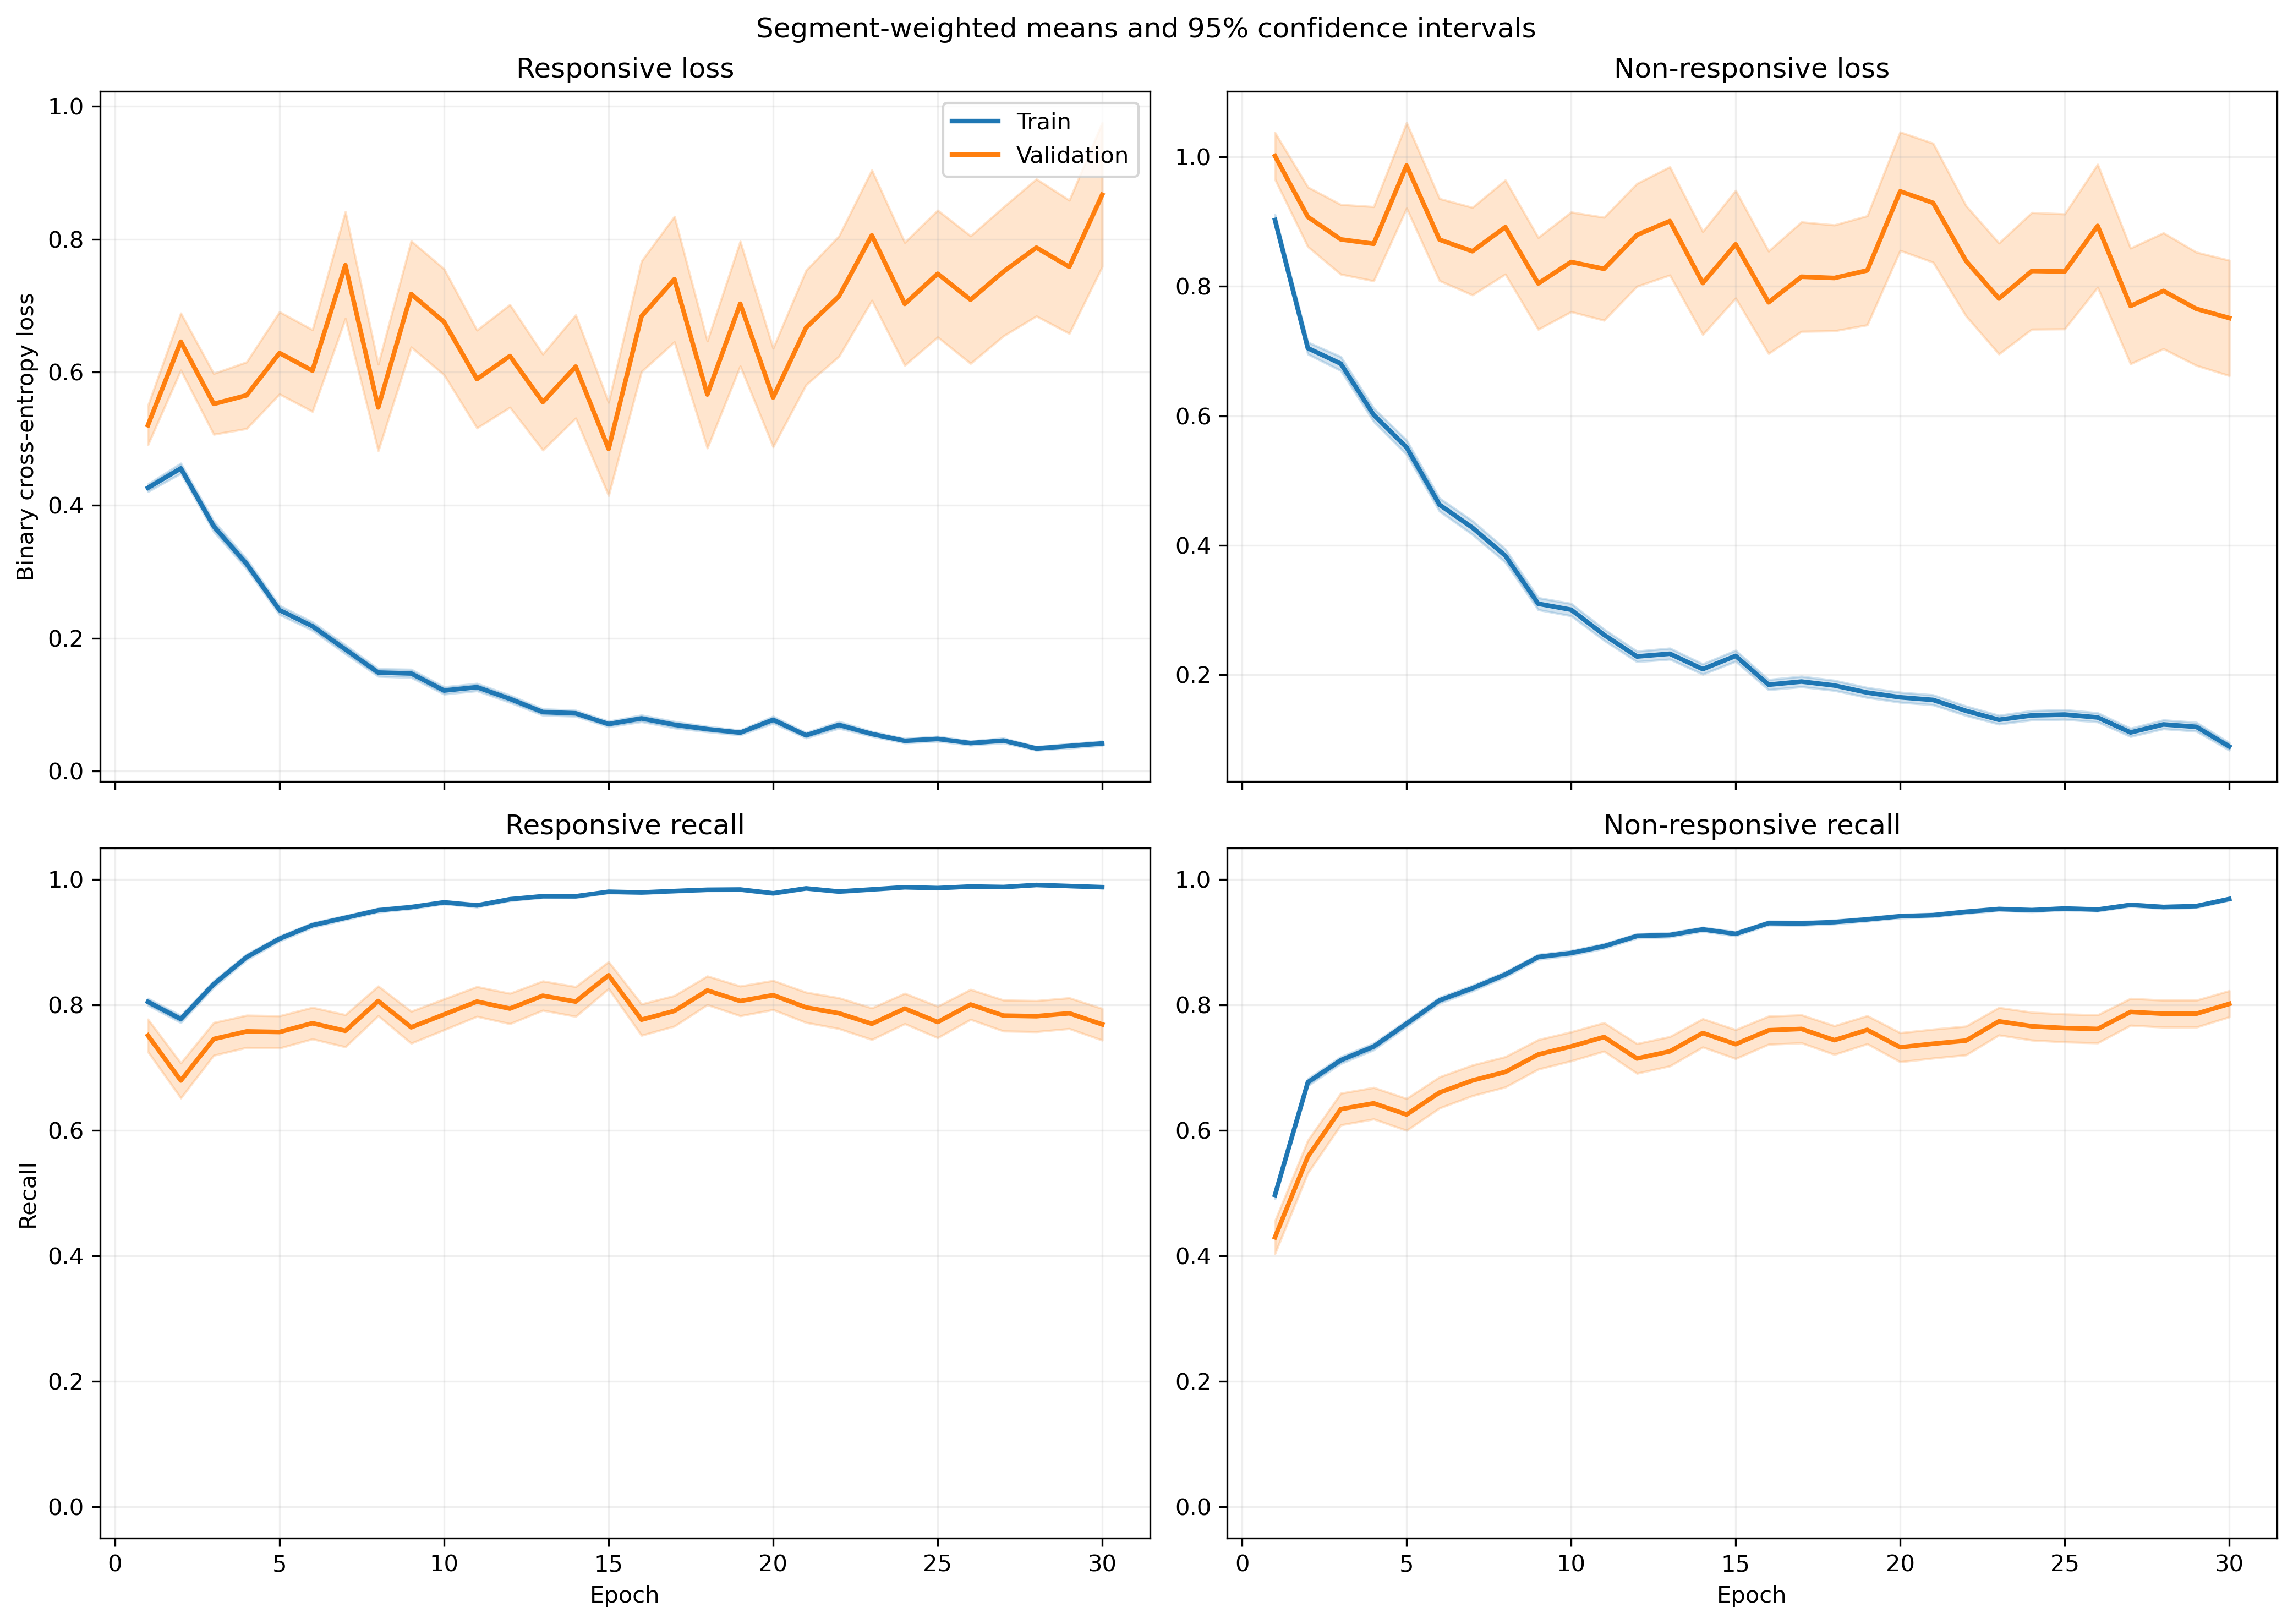 Segment-weighted means and 95% confidence intervals
Responsive loss
Non-responsive loss
Train
Validation
Binary cross-entropy loss
1.0
0.8
0.6
0.4
0.2
0.0
1.0
0.8
0.6
0.4
0.2
Responsive recall
Non-responsive recall
Recall
1.0
0.8
0.6
0.4
0.2
0.0
1.0
0.8
0.6
0.4
0.2
0.0
0 5 10 15 20 25 30
0 5 10 15 20 25 30
Epoch
Epoch